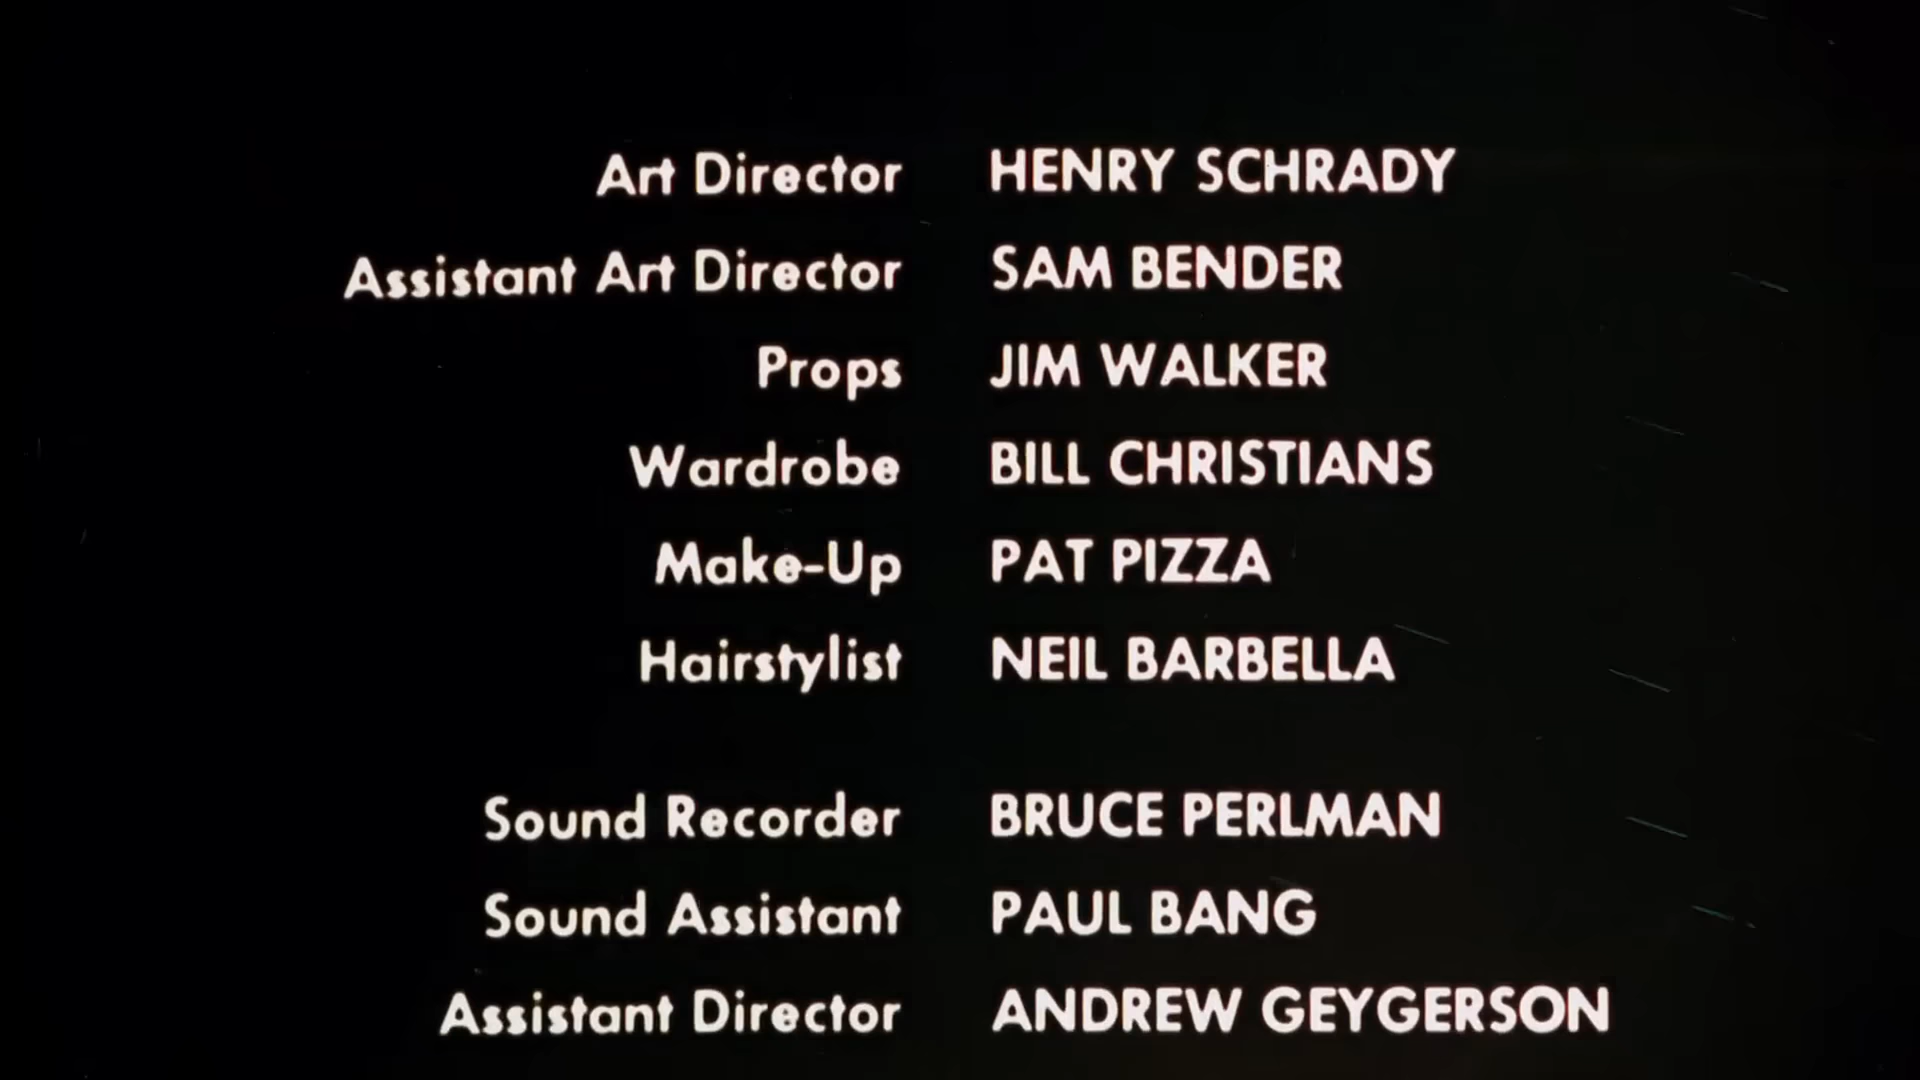 Art Director HENRY SCHRADY
Assistant Art Director SAM BENDER
Props JIM WALKER
Wardrobe BILL CHRISTIANS
Make-Up PAT PIZZA
Hairstylist NEIL BARBELLA
Sound Recorder BRUCE PERLMAN
Sound Assistant PAUL BANG
Assistant Director ANDREW GEYGERSON